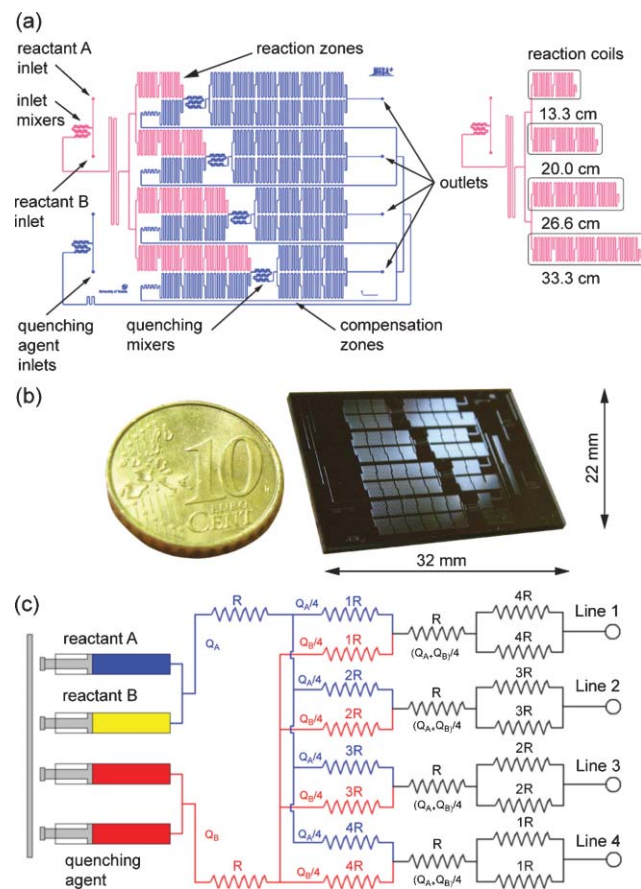 (a)
reactant A
inlet
inlet
mixers
reactant B
inlet
quenching
agent
inlets
reaction zones
outlets
quenching
mixers
compensation
zones
reaction coils
13.3 cm
20.0 cm
26.6 cm
33.3 cm
(b)
10
EURO
CENT
22 mm
32 mm
(c)
reactant A
reactant B
quenching
agent
R
Q_A
Q_B
R
Q_A/4
1R
Q_B/4
1R
R
(Q_A+Q_B)/4
4R
4R
Line 1
Q_A/4
2R
Q_B/4
2R
R
(Q_A+Q_B)/4
3R
3R
Line 2
Q_A/4
3R
Q_B/4
3R
R
(Q_A+Q_B)/4
2R
2R
Line 3
Q_A/4
4R
Q_B/4
4R
R
(Q_A+Q_B)/4
1R
1R
Line 4